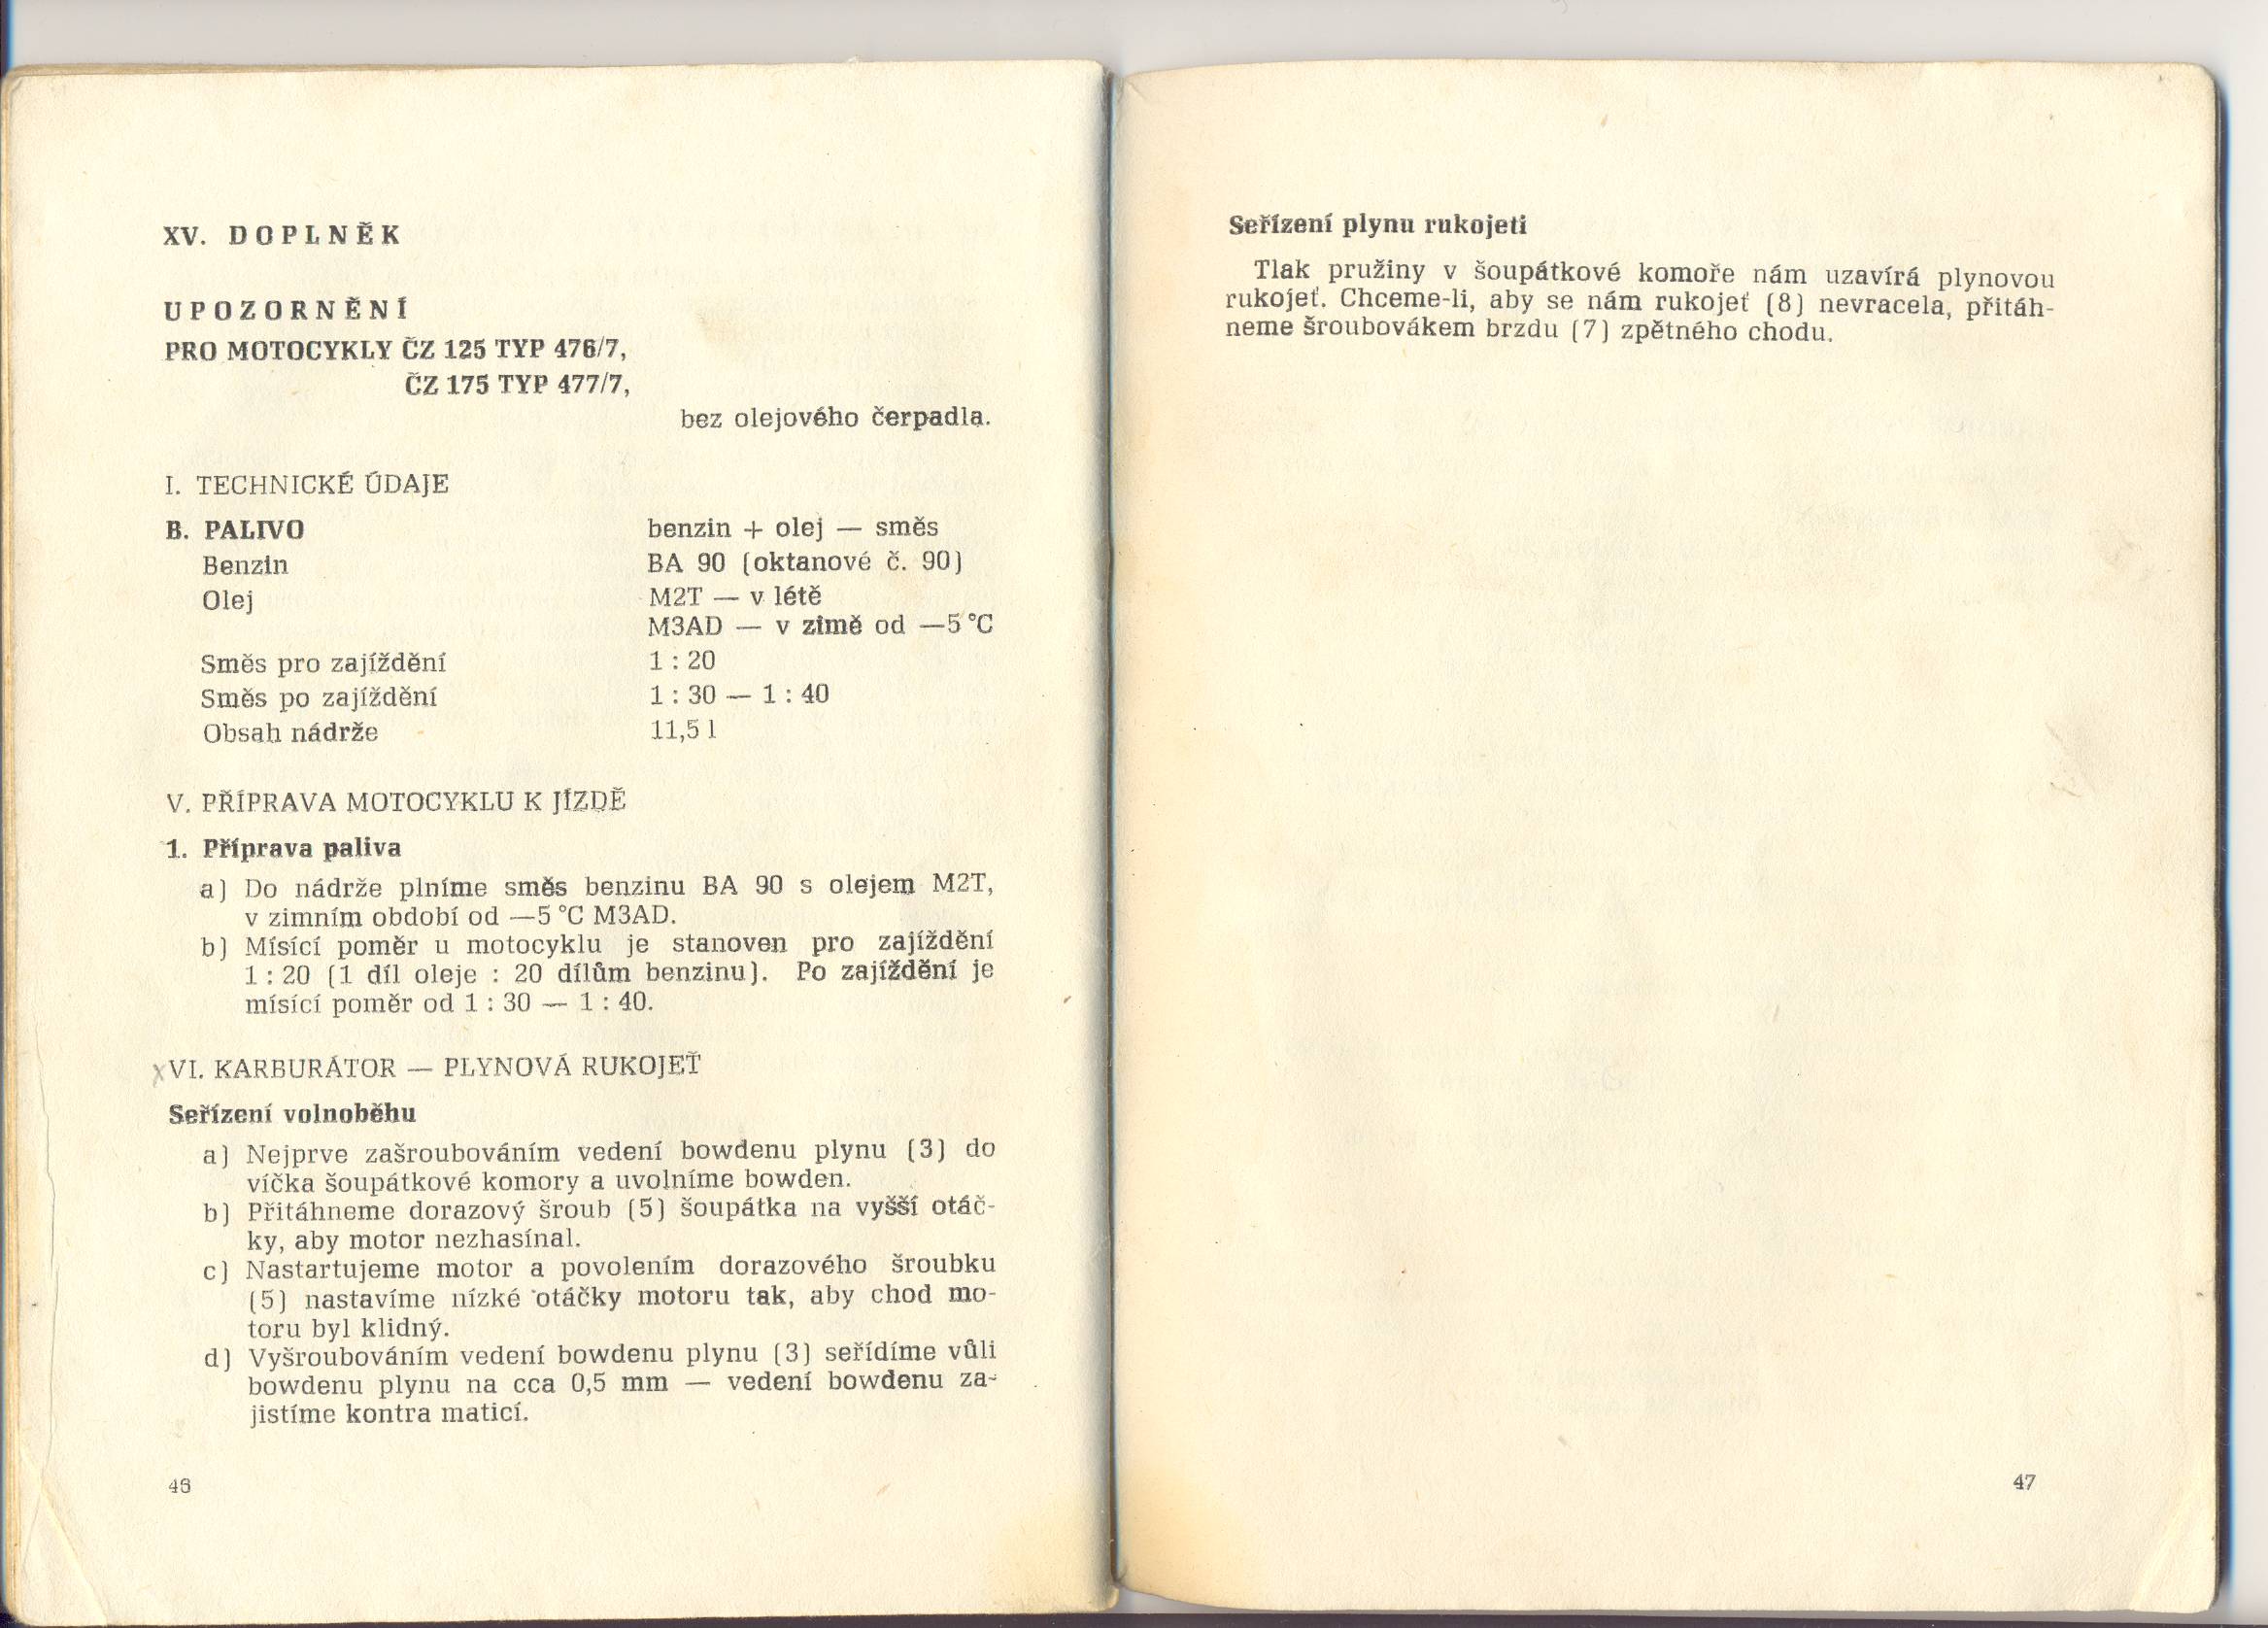 XV. DOPLNĚK
UPOZORNĚNÍ
PRO MOTOCYKLY ČZ 125 TYP 476/7,
ČZ 175 TYP 477/7,
bez olejového čerpadla.
I. TECHNICKÉ ÚDAJE
B. PALIVO benzin + olej — směs
Benzin BA 90 (oktanové č. 90)
Olej M2T — v létě
M3AD — v zimě od —5 °C
Směs pro zajíždění 1 : 20
Směs po zajíždění 1 : 30 — 1 : 40
Obsah nádrže 11,5 l
V. PŘÍPRAVA MOTOCYKLU K JÍZDĚ
1. Příprava paliva
a) Do nádrže plníme směs benzinu BA 90 s olejem M2T,
v zimním období od —5 °C M3AD.
b) Mísící poměr u motocyklu je stanoven pro zajíždění
1 : 20 (1 díl oleje : 20 dílům benzinu). Po zajíždění je
mísící poměr od 1 : 30 — 1 : 40.
x VI. KARBURÁTOR — PLYNOVÁ RUKOJEŤ
Seřízení volnoběhu
a) Nejprve zašroubováním vedení bowdenu plynu (3) do
víčka šoupátkové komory a uvolníme bowden.
b) Přitáhneme dorazový šroub (5) šoupátka na vyšší otáč-
ky, aby motor nezhasínal.
c) Nastartujeme motor a povolením dorazového šroubku
(5) nastavíme nízké otáčky motoru tak, aby chod mo-
toru byl klidný.
d) Vyšroubováním vedení bowdenu plynu (3) seřídíme vůli
bowdenu plynu na cca 0,5 mm — vedení bowdenu za-
jistíme kontra maticí.
46
Seřízení plynu rukojeti
Tlak pružiny v šoupátkové komoře nám uzavírá plynovou
rukojeť. Chceme-li, aby se nám rukojeť (8) nevracela, přitáh-
neme šroubovákem brzdu (7) zpětného chodu.
47